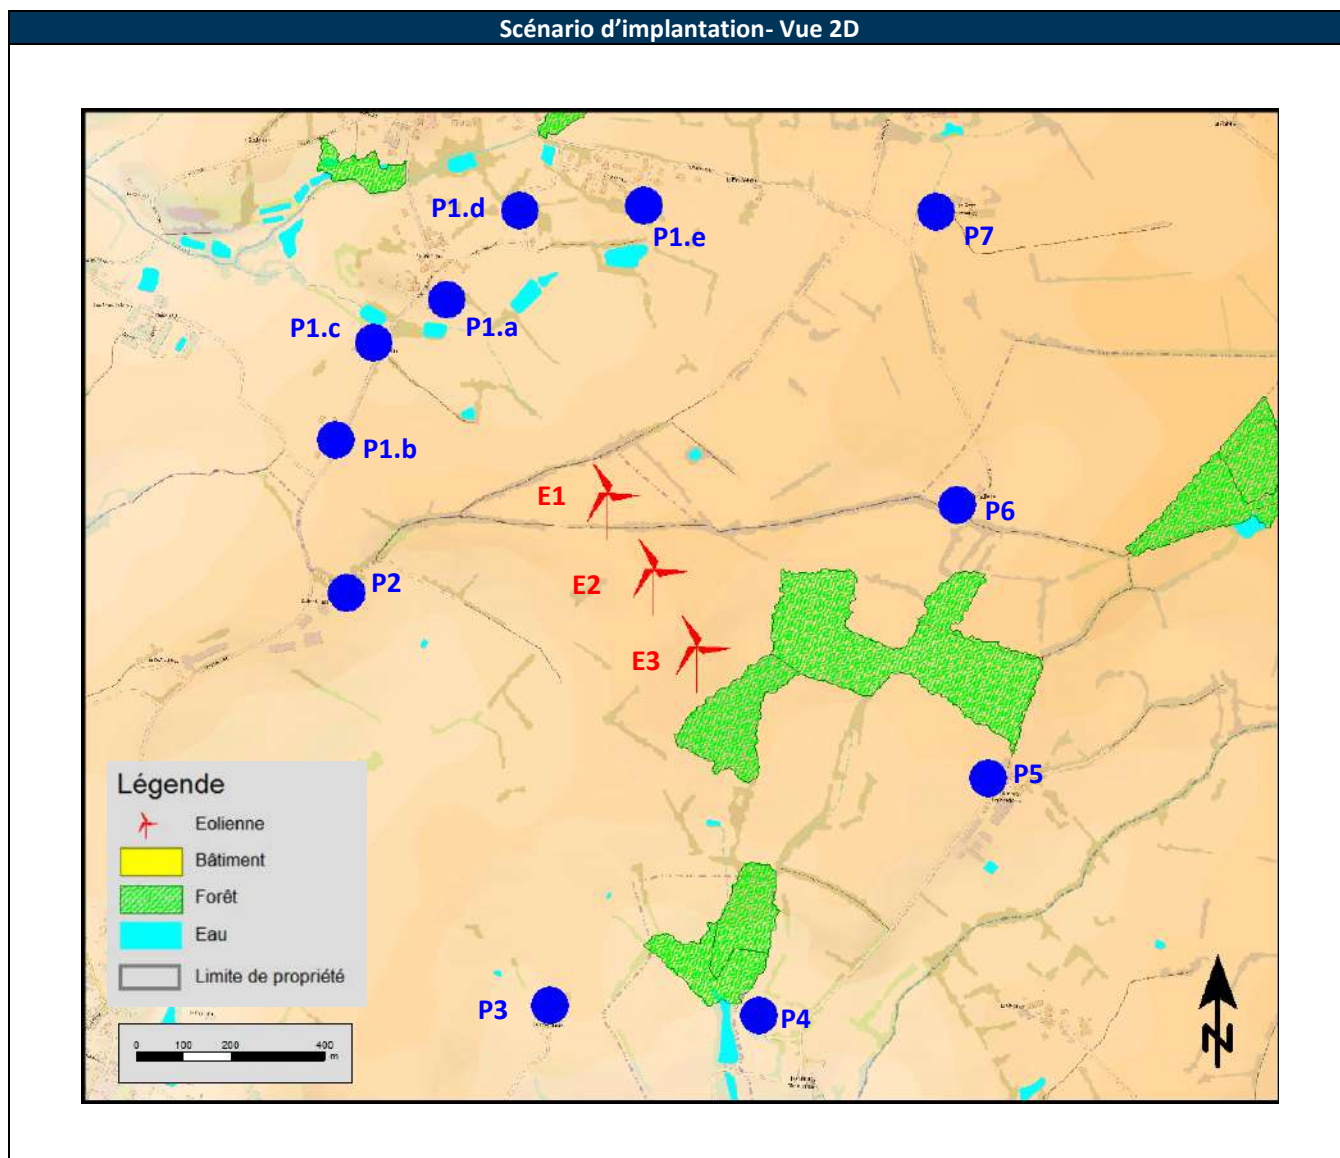 Scénario d'implantation- Vue 2D
P1.d
P1.e
P7
P1.c
P1.a
P1.b
E1
P6
E2
P2
E3
P5
Légende
Eolienne
Bâtiment
Forêt
Eau
Limite de propriété
P3
P4
0 100 200 400
m
N